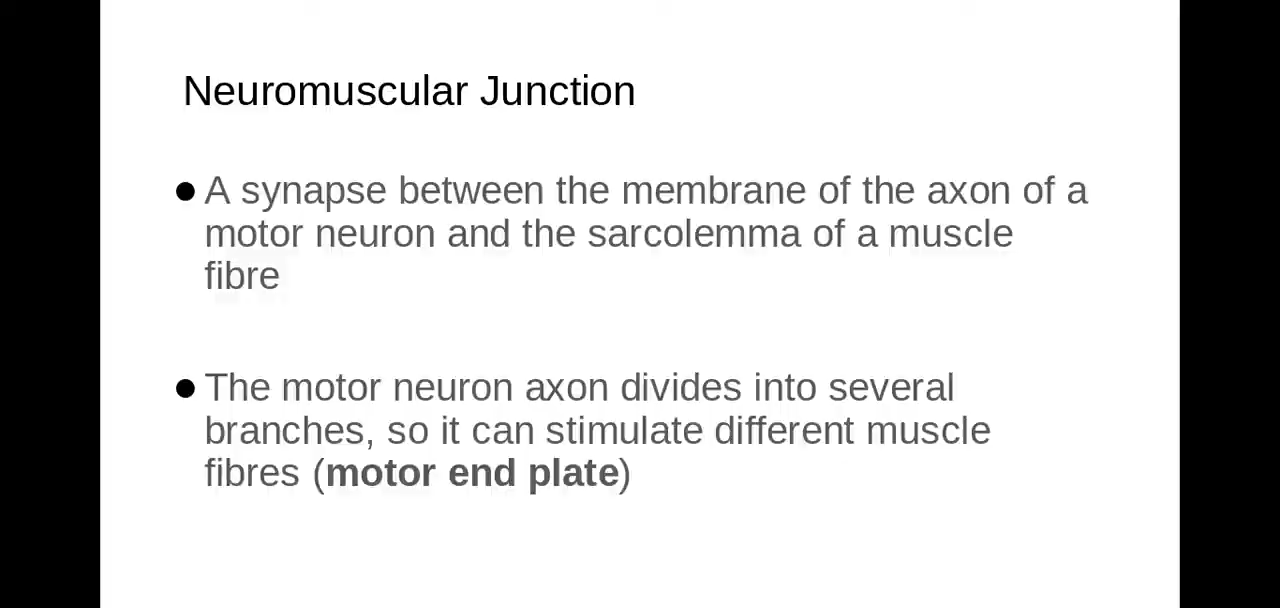 Neuromuscular Junction
● A synapse between the membrane of the axon of a
motor neuron and the sarcolemma of a muscle
fibre
● The motor neuron axon divides into several
branches, so it can stimulate different muscle
fibres (motor end plate)